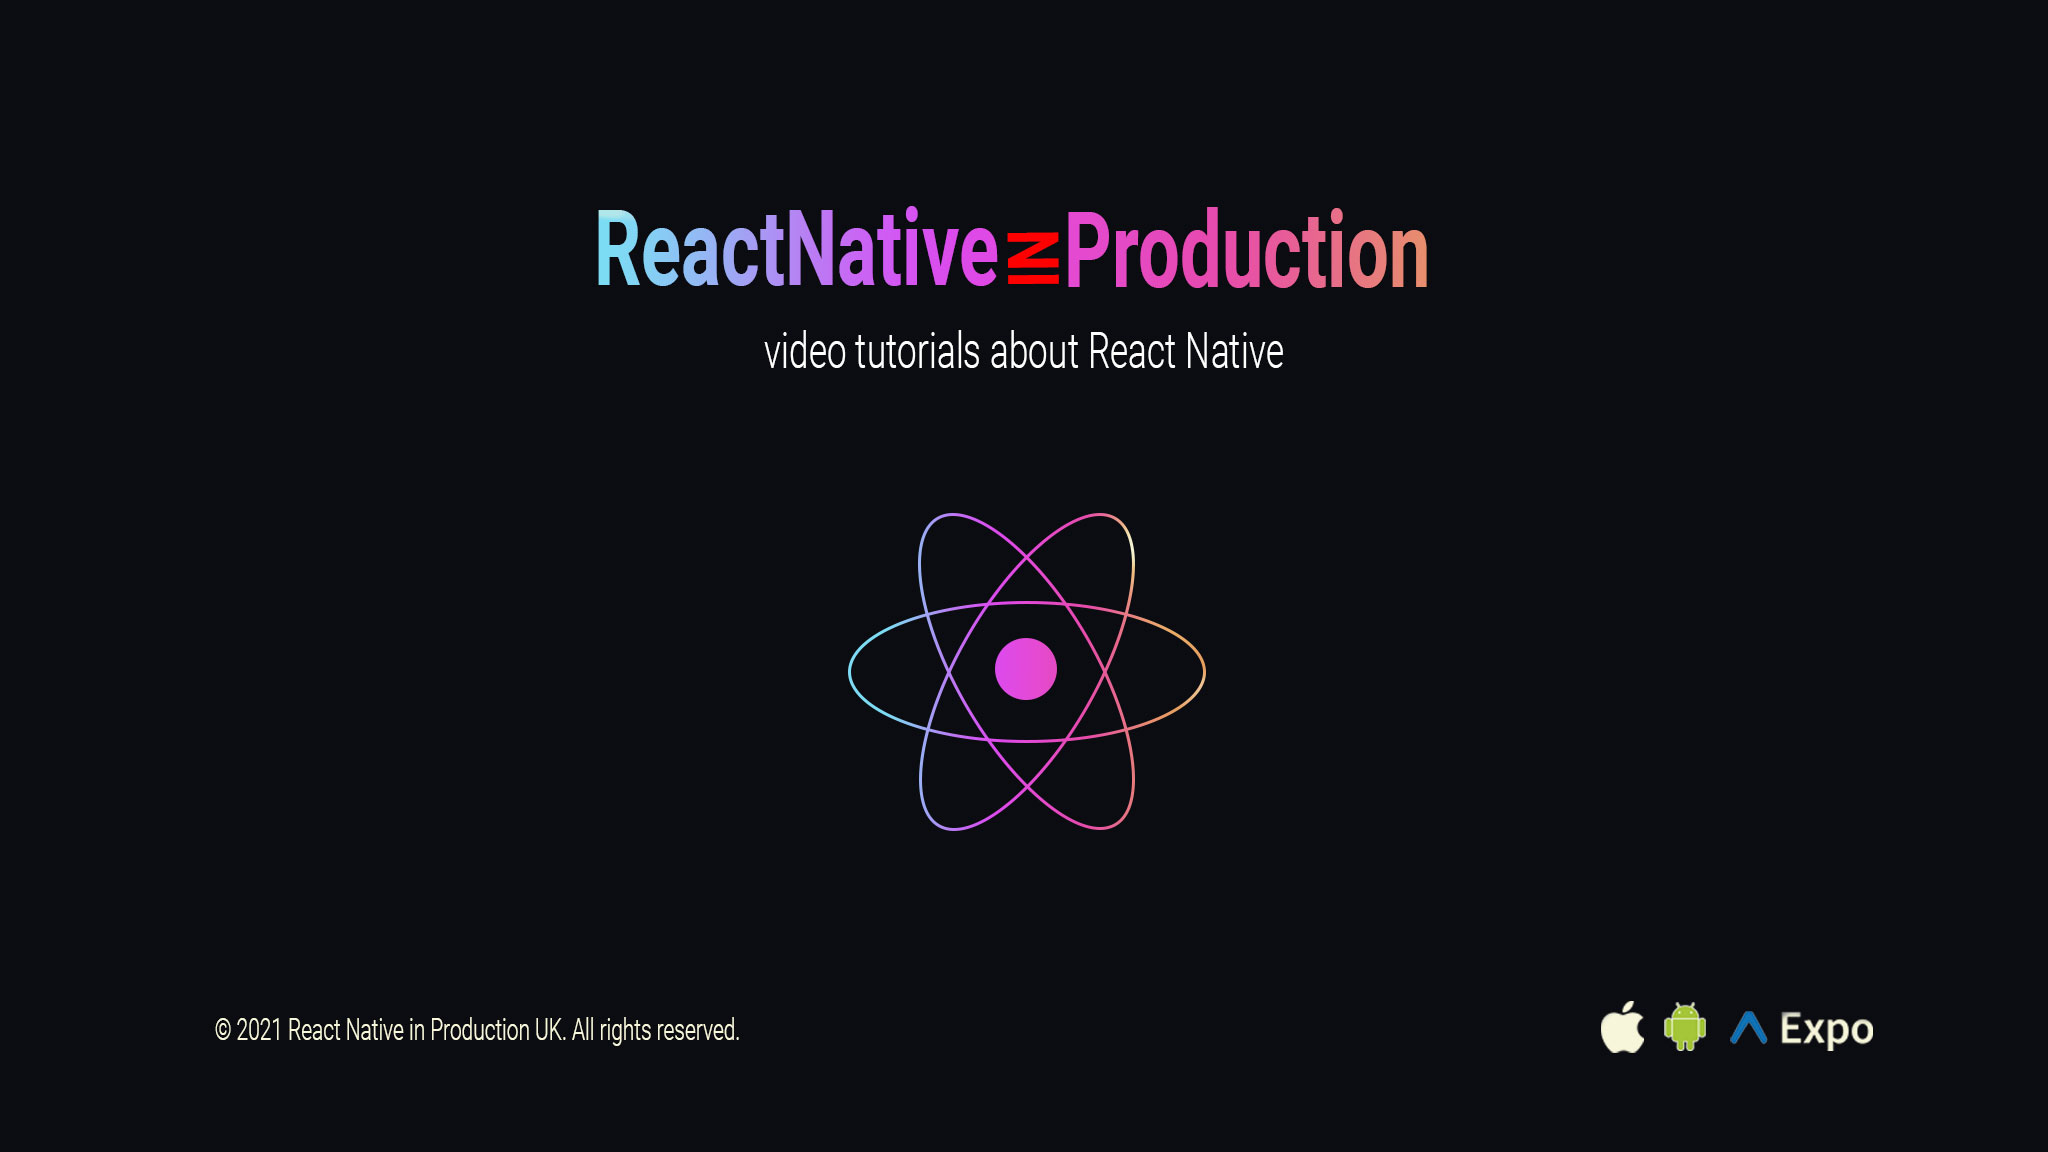 ReactNative IN Production
video tutorials about React Native
© 2021 React Native in Production UK. All rights reserved.
Expo